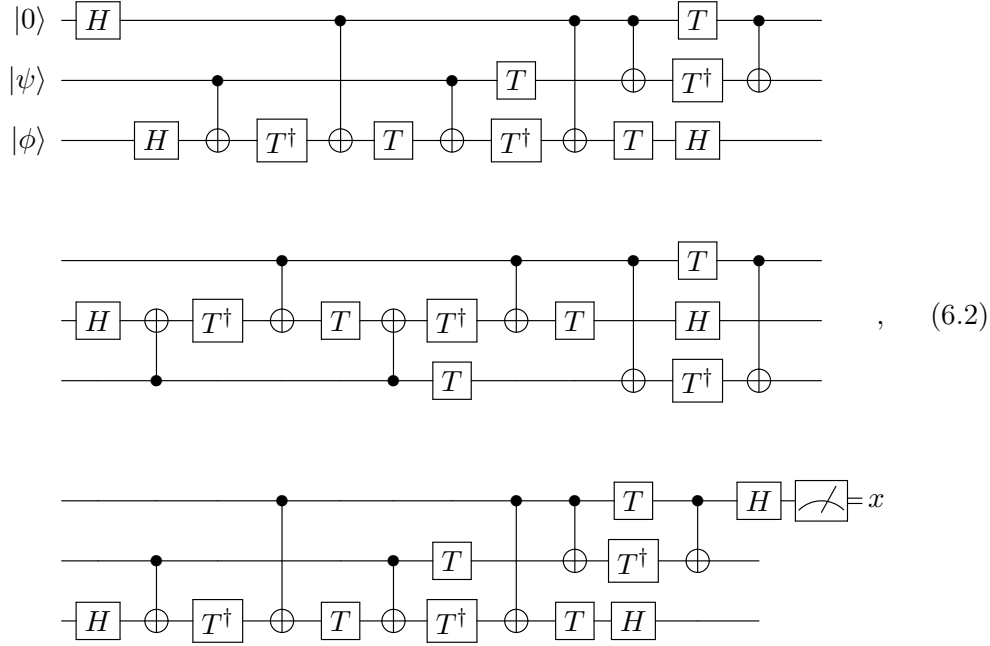 |0⟩ H T
|ψ⟩ T T†
|ϕ⟩ H T† T T† T H
T
H T† T T† T H , (6.2)
T T†
T H x
T T†
H T† T T† T H